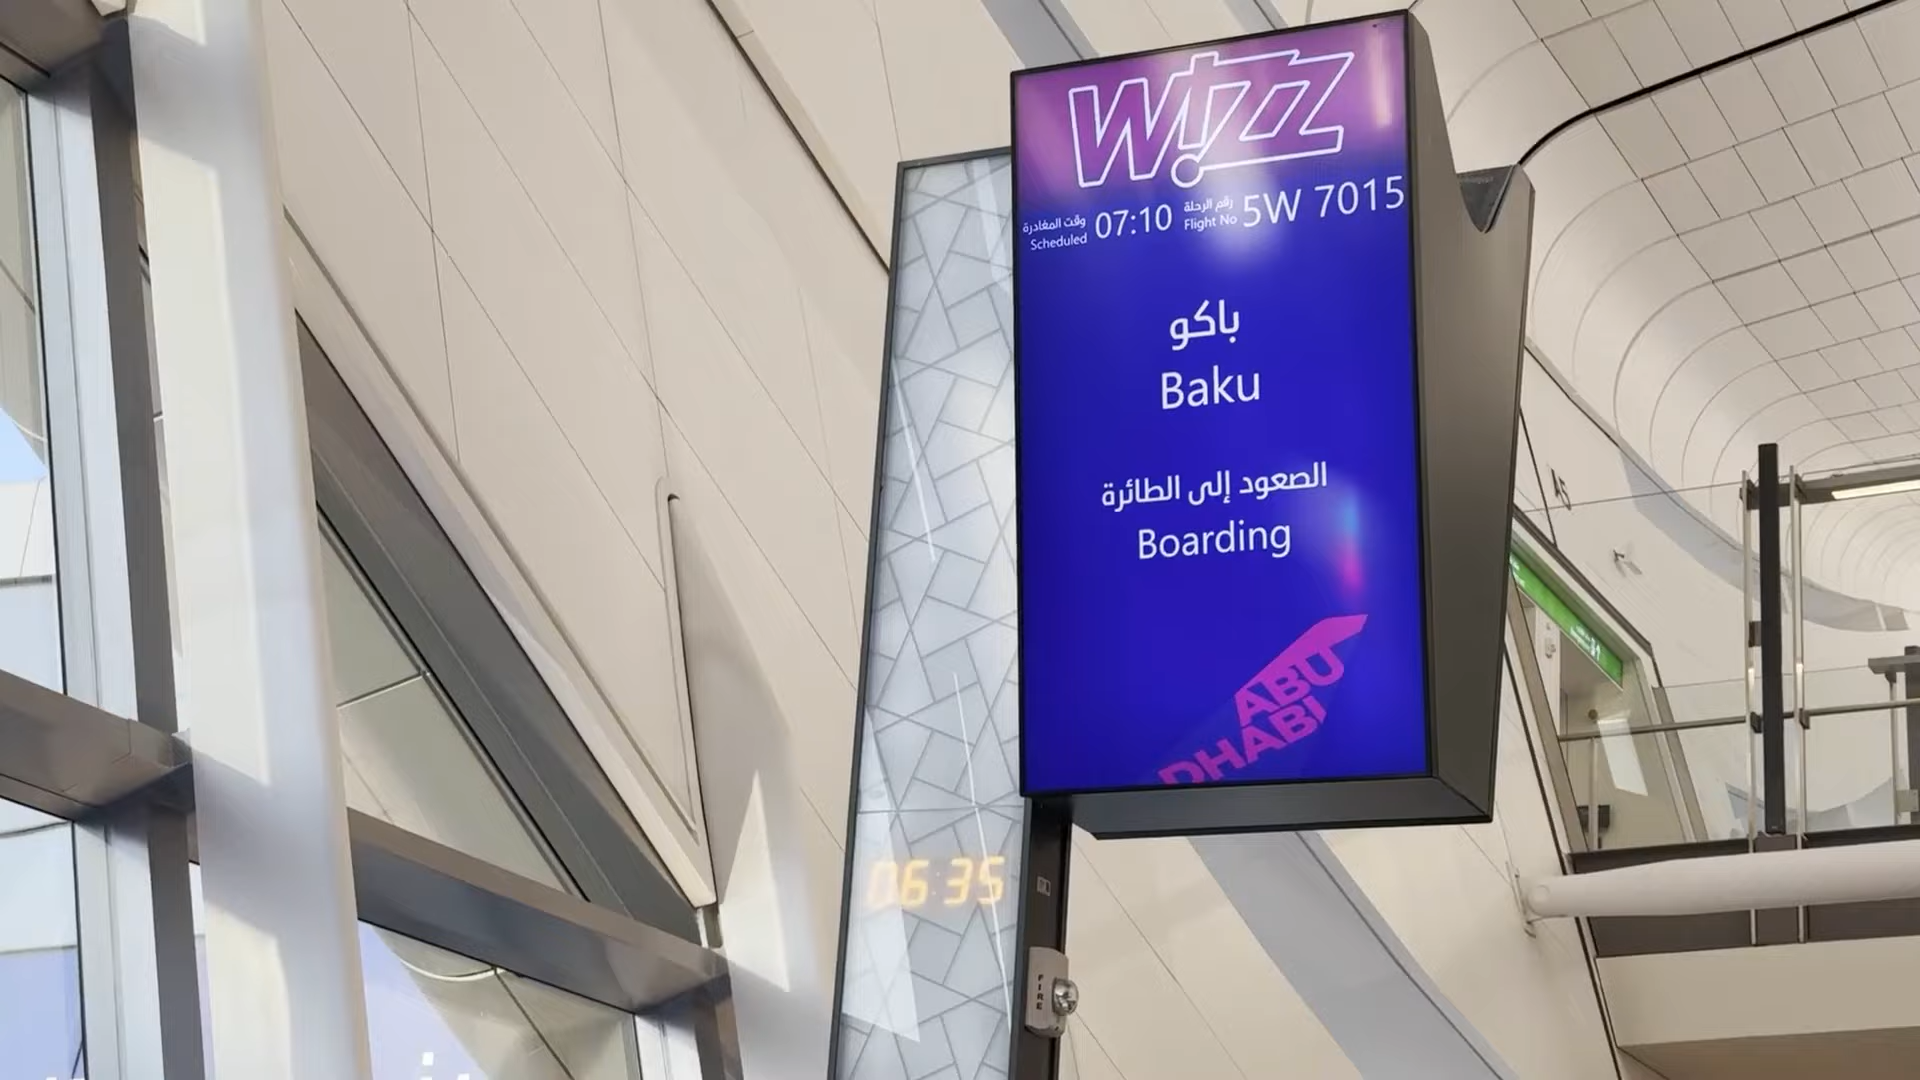 Wizz
وقت المغادرة
Scheduled
07:10
رقم الرحلة
Flight No
5W 7015
باكو
Baku
الصعود إلى الطائرة
Boarding
ABU
DHABI
06:35
FIRE